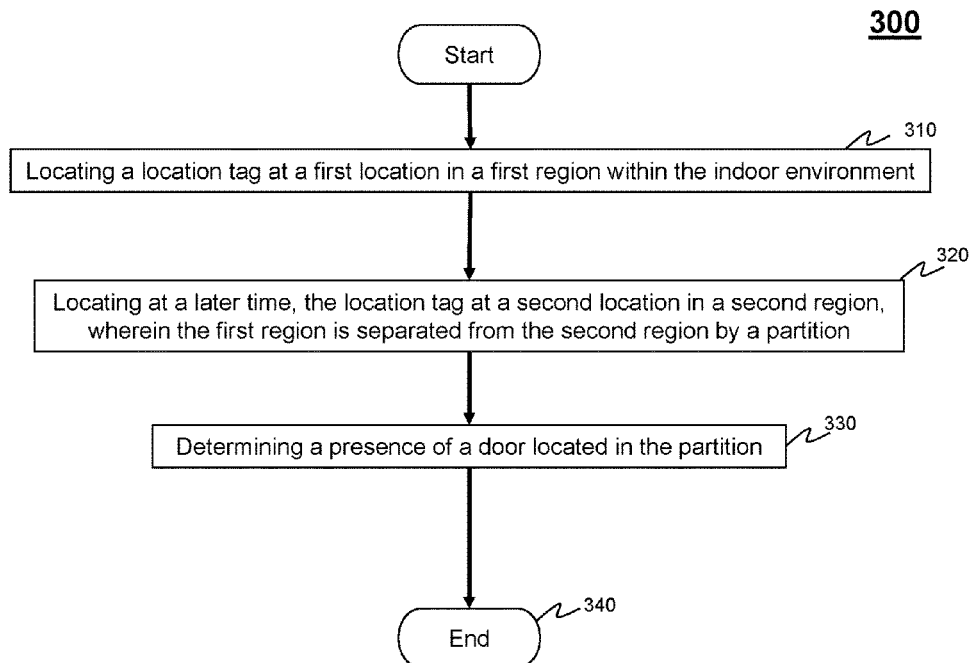 300
Start
310
Locating a location tag at a first location in a first region within the indoor environment
320
Locating at a later time, the location tag at a second location in a second region,
wherein the first region is separated from the second region by a partition
330
Determining a presence of a door located in the partition
340
End